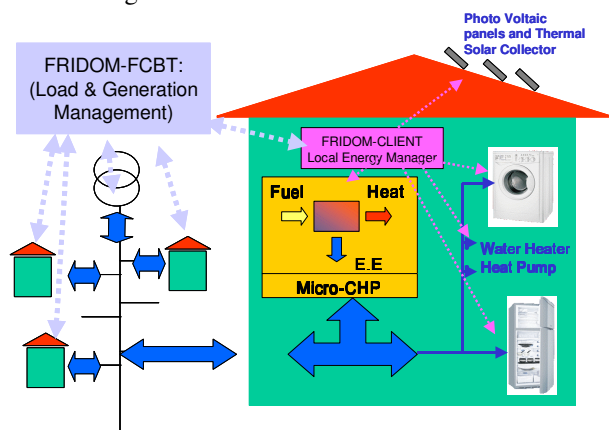 Photo Voltaic
panels and Thermal
Solar Collector
FRIDOM-FCBT:
(Load & Generation
Management)
FRIDOM-CLIENT
Local Energy Manager
Fuel Heat
E.E
Micro-CHP
Water Heater
Heat Pump